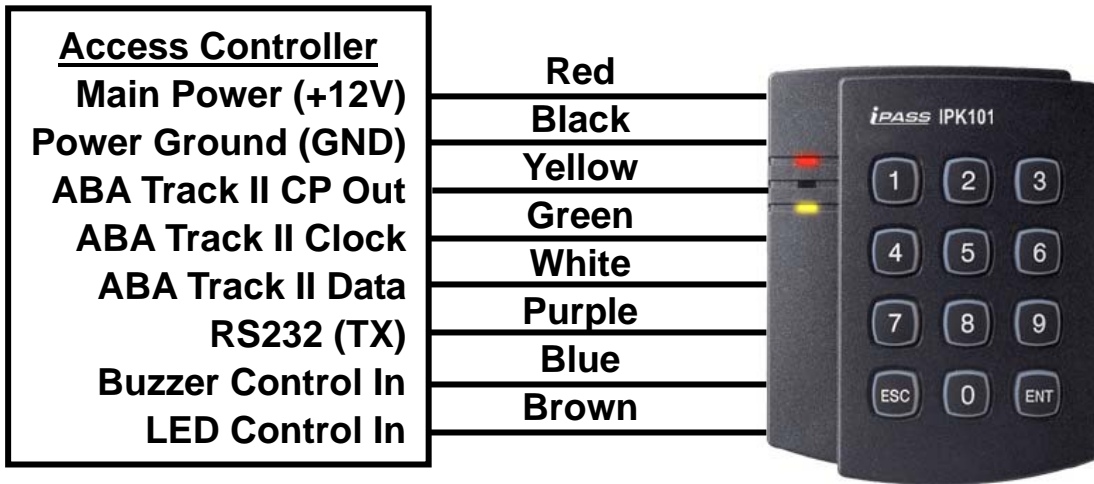 Access Controller
Main Power (+12V)
Power Ground (GND)
ABA Track II CP Out
ABA Track II Clock
ABA Track II Data
RS232 (TX)
Buzzer Control In
LED Control In
Red
Black
Yellow
Green
White
Purple
Blue
Brown
iPASS IPK101
1 2 3
4 5 6
7 8 9
ESC 0 ENT